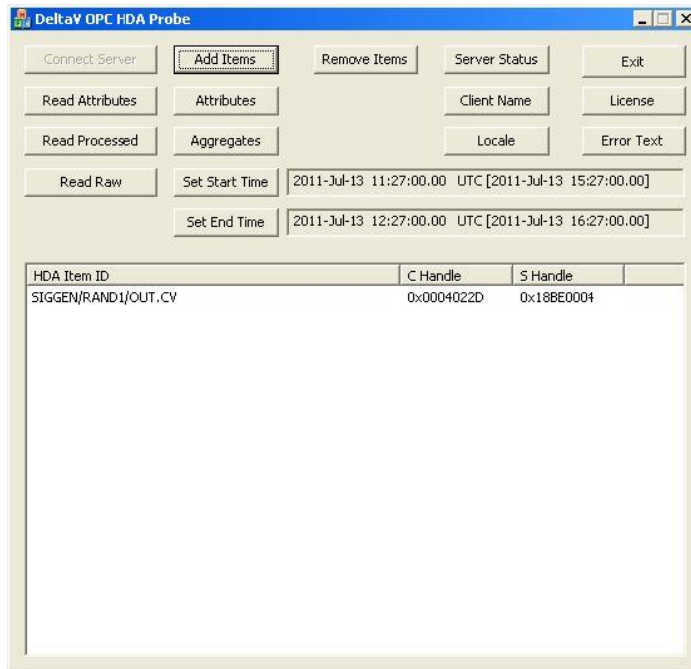 DeltaV OPC HDA Probe
Connect Server Add Items Remove Items Server Status Exit
Read Attributes Attributes Client Name License
Read Processed Aggregates Locale Error Text
Read Raw Set Start Time 2011-Jul-13 11:27:00.00 UTC [2011-Jul-13 15:27:00.00]
Set End Time 2011-Jul-13 12:27:00.00 UTC [2011-Jul-13 16:27:00.00]
HDA Item ID C Handle S Handle
SIGGEN/RAND1/OUT.CV 0x0004022D 0x18BE0004